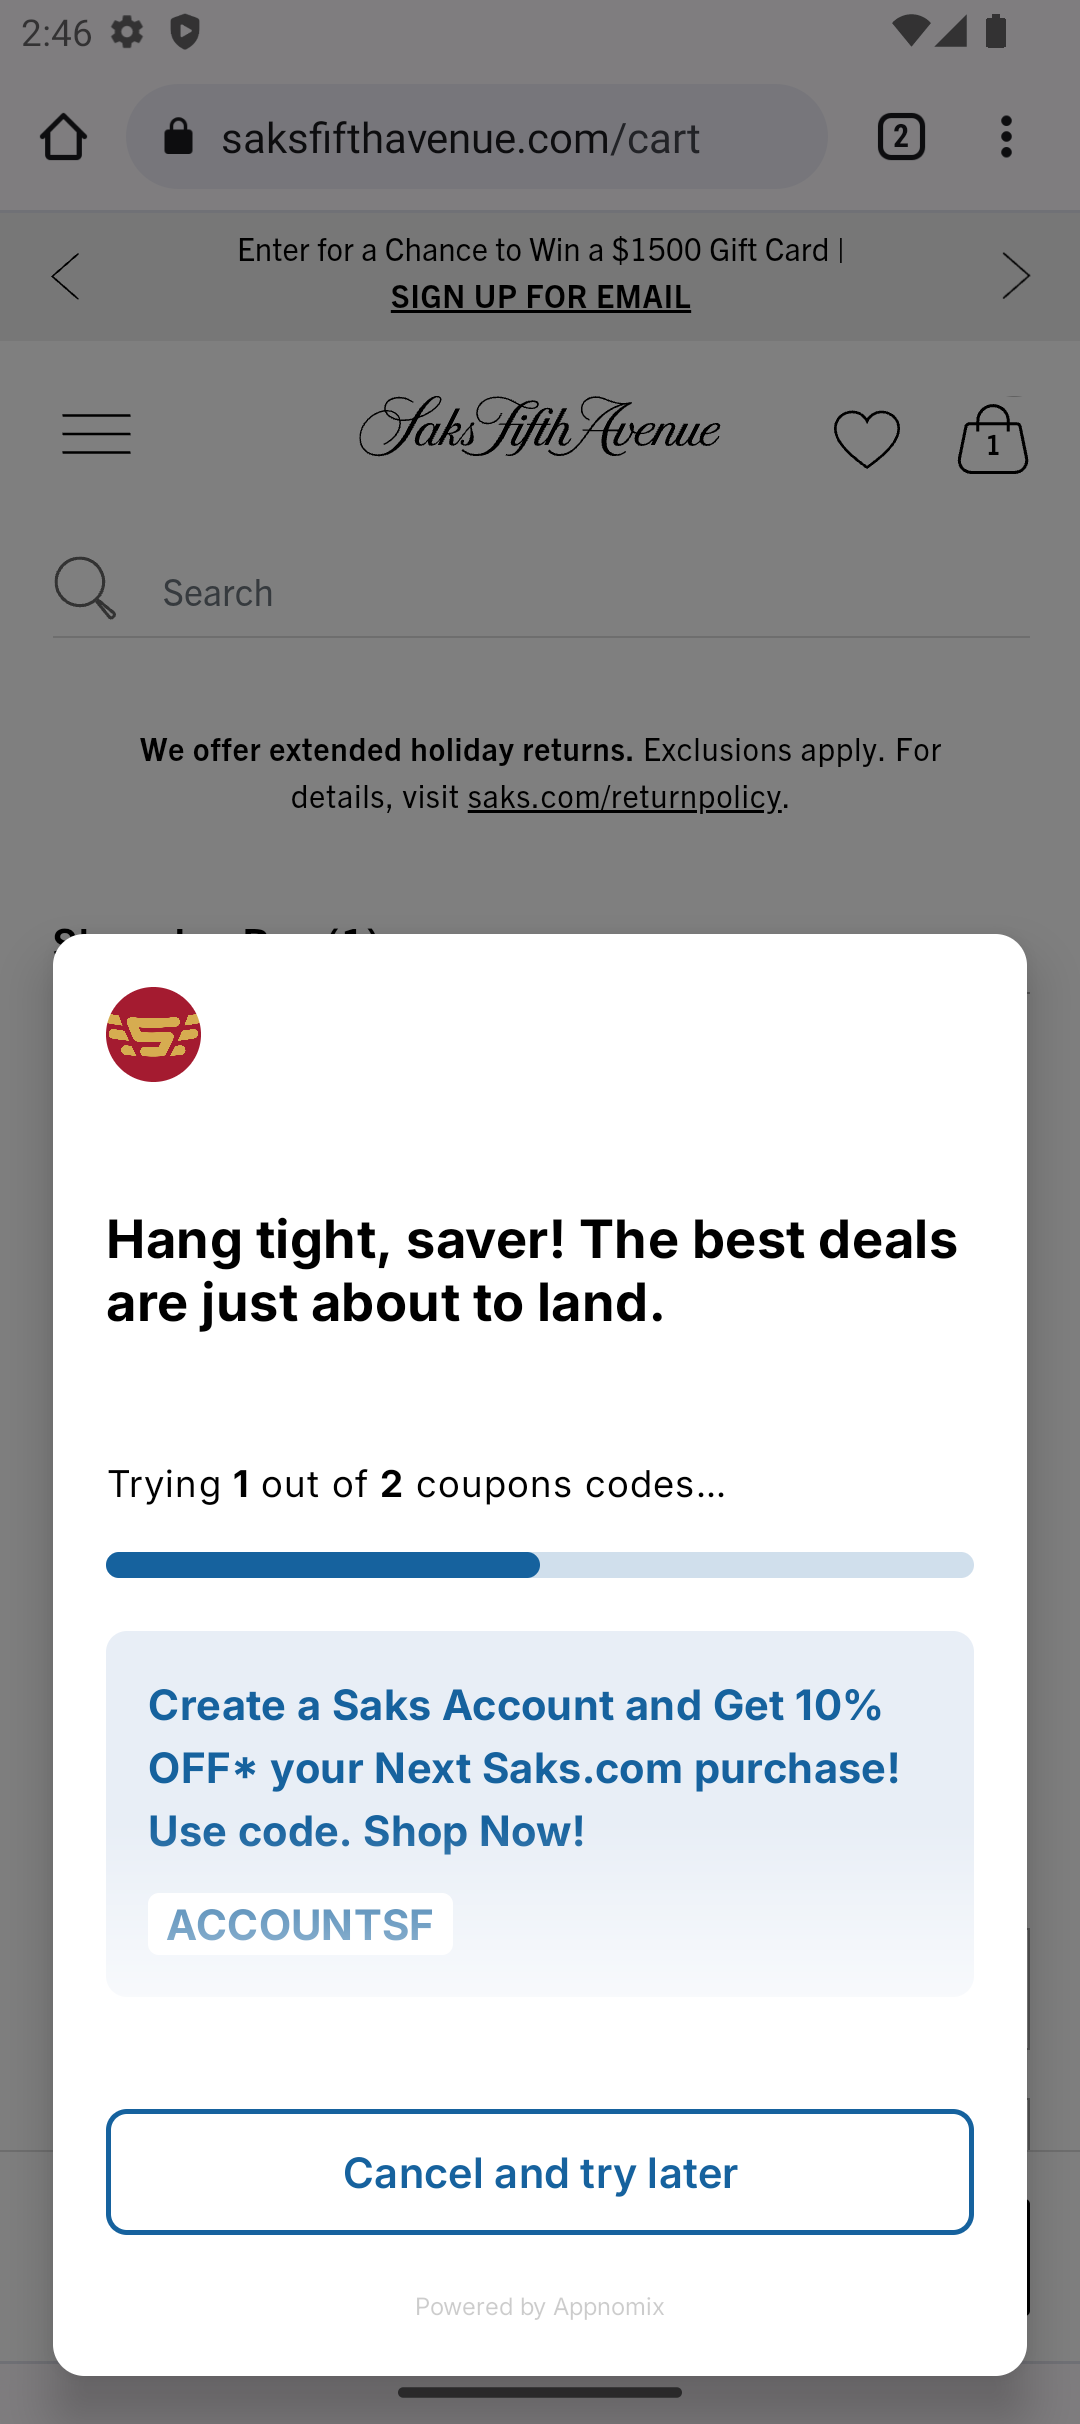 2:46
saksfifthavenue.com/cart
2
Enter for a Chance to Win a $1500 Gift Card |
SIGN UP FOR EMAIL
Saks Fifth Avenue
1
Search
We offer extended holiday returns. Exclusions apply. For
details, visit saks.com/returnpolicy.
Hang tight, saver! The best deals
are just about to land.
Trying 1 out of 2 coupons codes...
Create a Saks Account and Get 10%
OFF* your Next Saks.com purchase!
Use code. Shop Now!
ACCOUNTSF
Cancel and try later
Powered by Appnomix